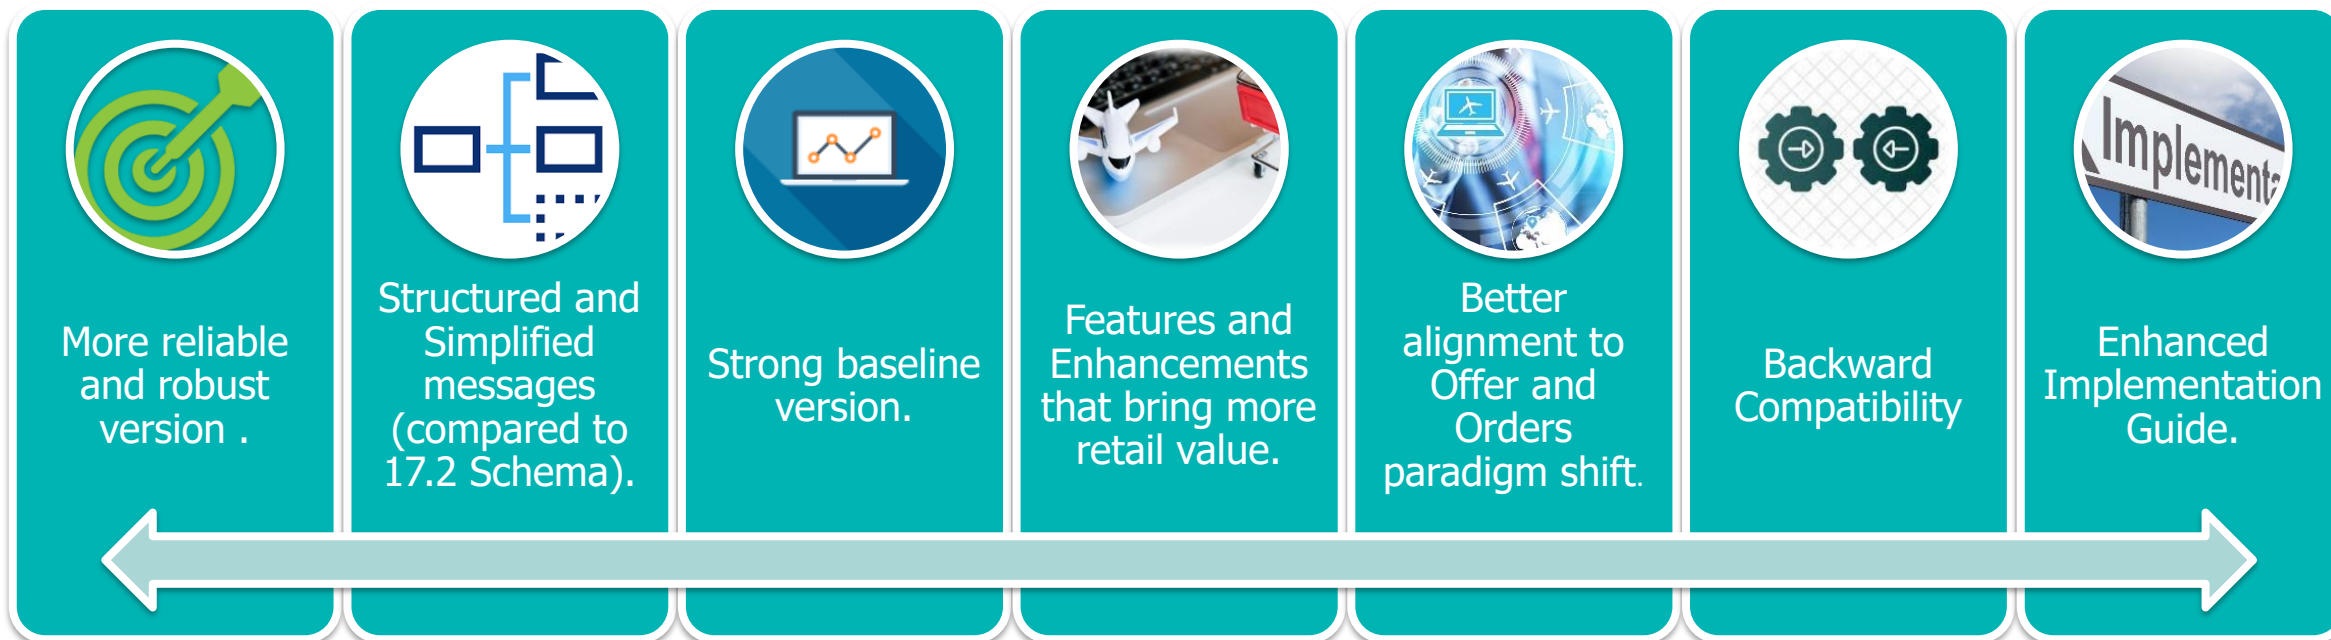 More reliable
and robust
version .
Structured and
Simplified
messages
(compared to
17.2 Schema).
Strong baseline
version.
Features and
Enhancements
that bring more
retail value.
Better
alignment to
Offer and
Orders
paradigm shift.
Backward
Compatibility
Implementa
Enhanced
Implementation
Guide.